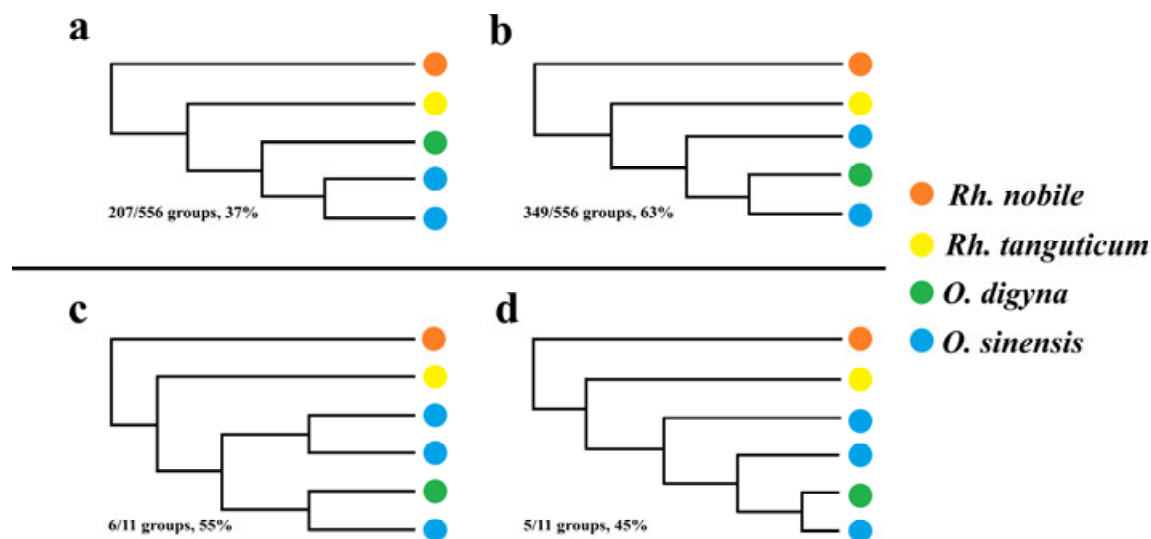 a
b
207/556 groups, 37%
349/556 groups, 63%
Rh. nobile
Rh. tanguticum
O. digyna
O. sinensis
c
d
6/11 groups, 55%
5/11 groups, 45%